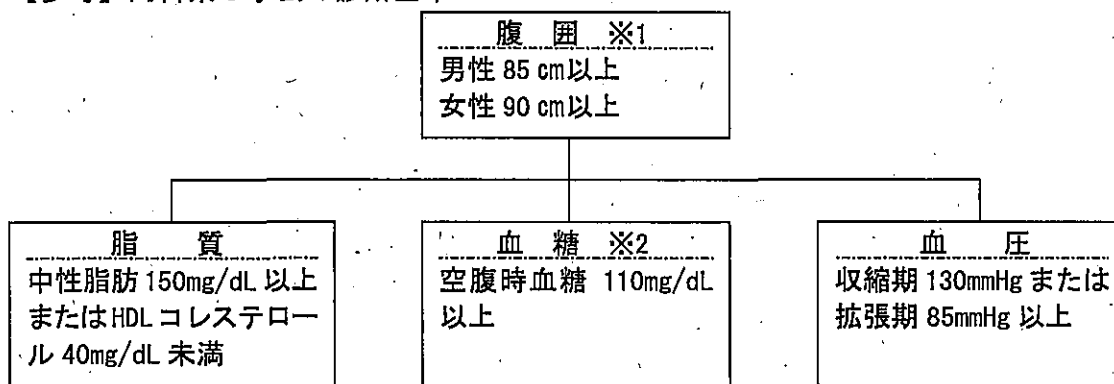 腹　囲　※1
男性 85 cm以上
女性 90 cm以上
脂　質
中性脂肪 150mg/dL 以上
または HDL コレステロー
ル 40mg/dL 未満
血　糖　※2
空腹時血糖 110mg/dL
以上
血　圧
収縮期 130mmHg または
拡張期 85mmHg 以上